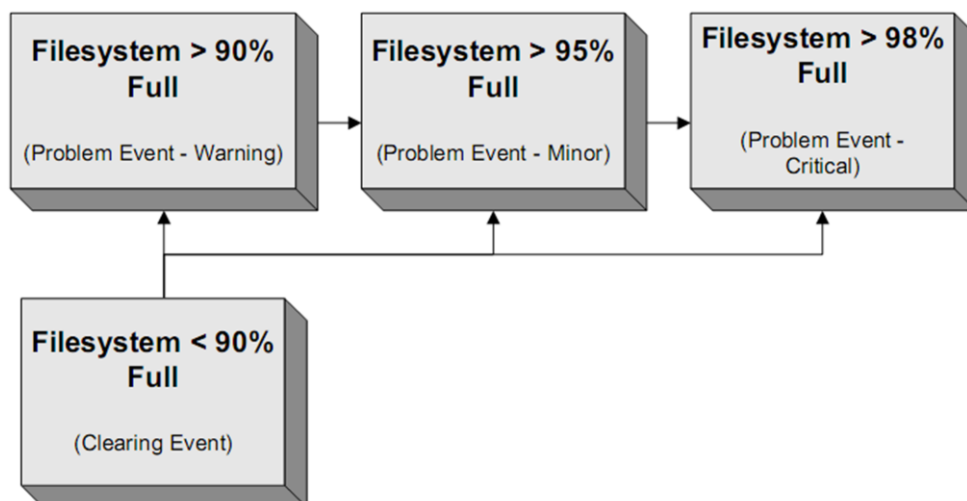 Filesystem > 90%
Full
(Problem Event - Warning)
Filesystem > 95%
Full
(Problem Event - Minor)
Filesystem > 98%
Full
(Problem Event -
Critical)
Filesystem < 90%
Full
(Clearing Event)